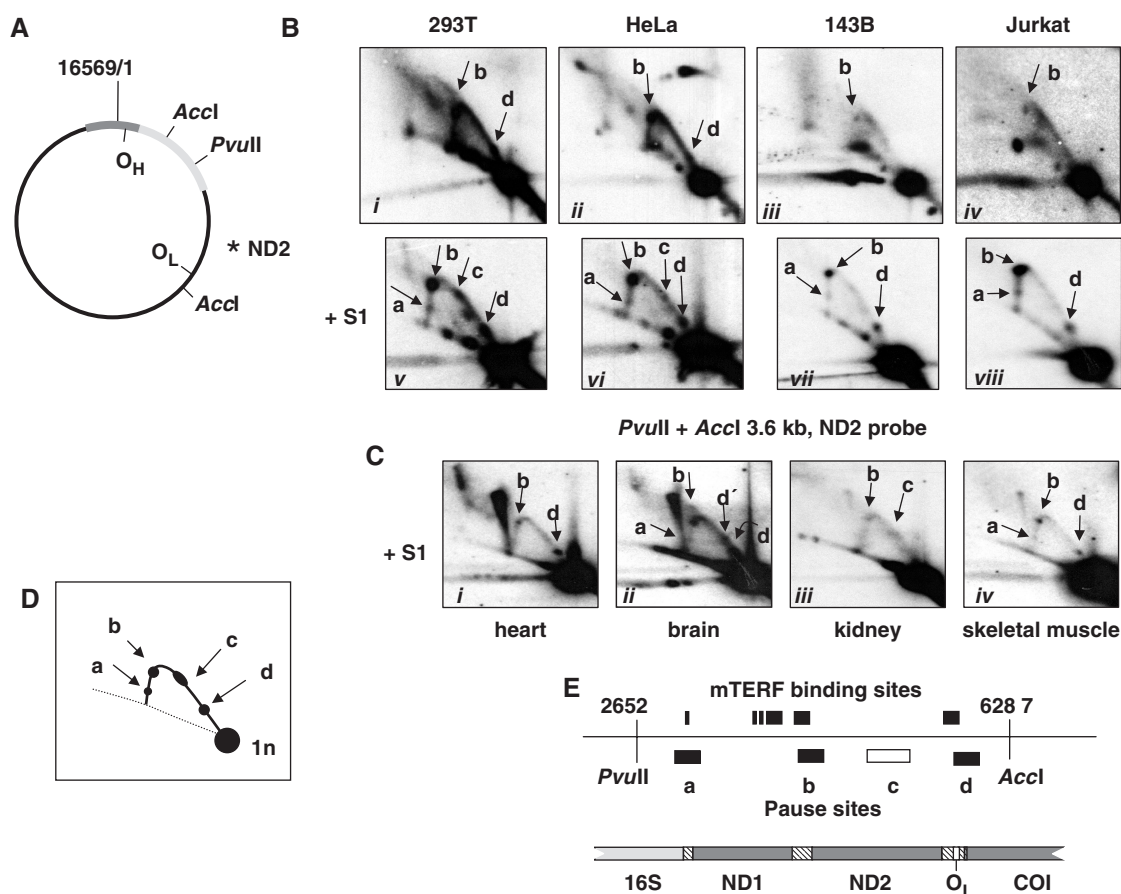 A
16569/1
AccI
PvuII
OH
* ND2
OL
AccI
B
293T
HeLa
143B
Jurkat
b
d
i
b
d
ii
b
iii
b
iv
+ S1
b
c
a
d
v
b
c
d
a
vi
b
a
d
vii
b
a
d
viii
PvuII + AccI 3.6 kb, ND2 probe
C
+ S1
b
d
i
b
d´
a
d
ii
b
c
iii
b
d
a
iv
heart
brain
kidney
skeletal muscle
D
b
c
a
d
1n
E
mTERF binding sites
2652
628 7
PvuII
AccI
a
b
c
d
Pause sites
16S
ND1
ND2
OL
COI